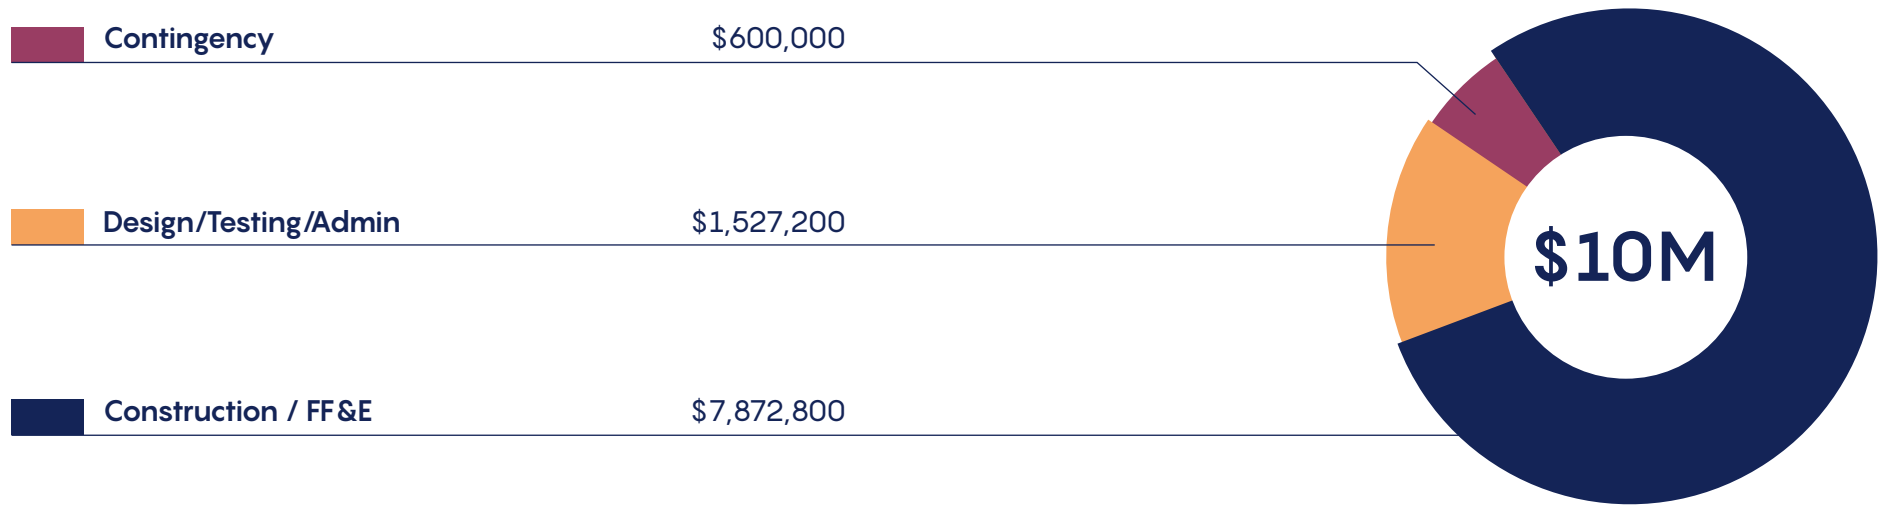 Contingency $600,000
Design/Testing/Admin $1,527,200
$10M
Construction / FF&E $7,872,800